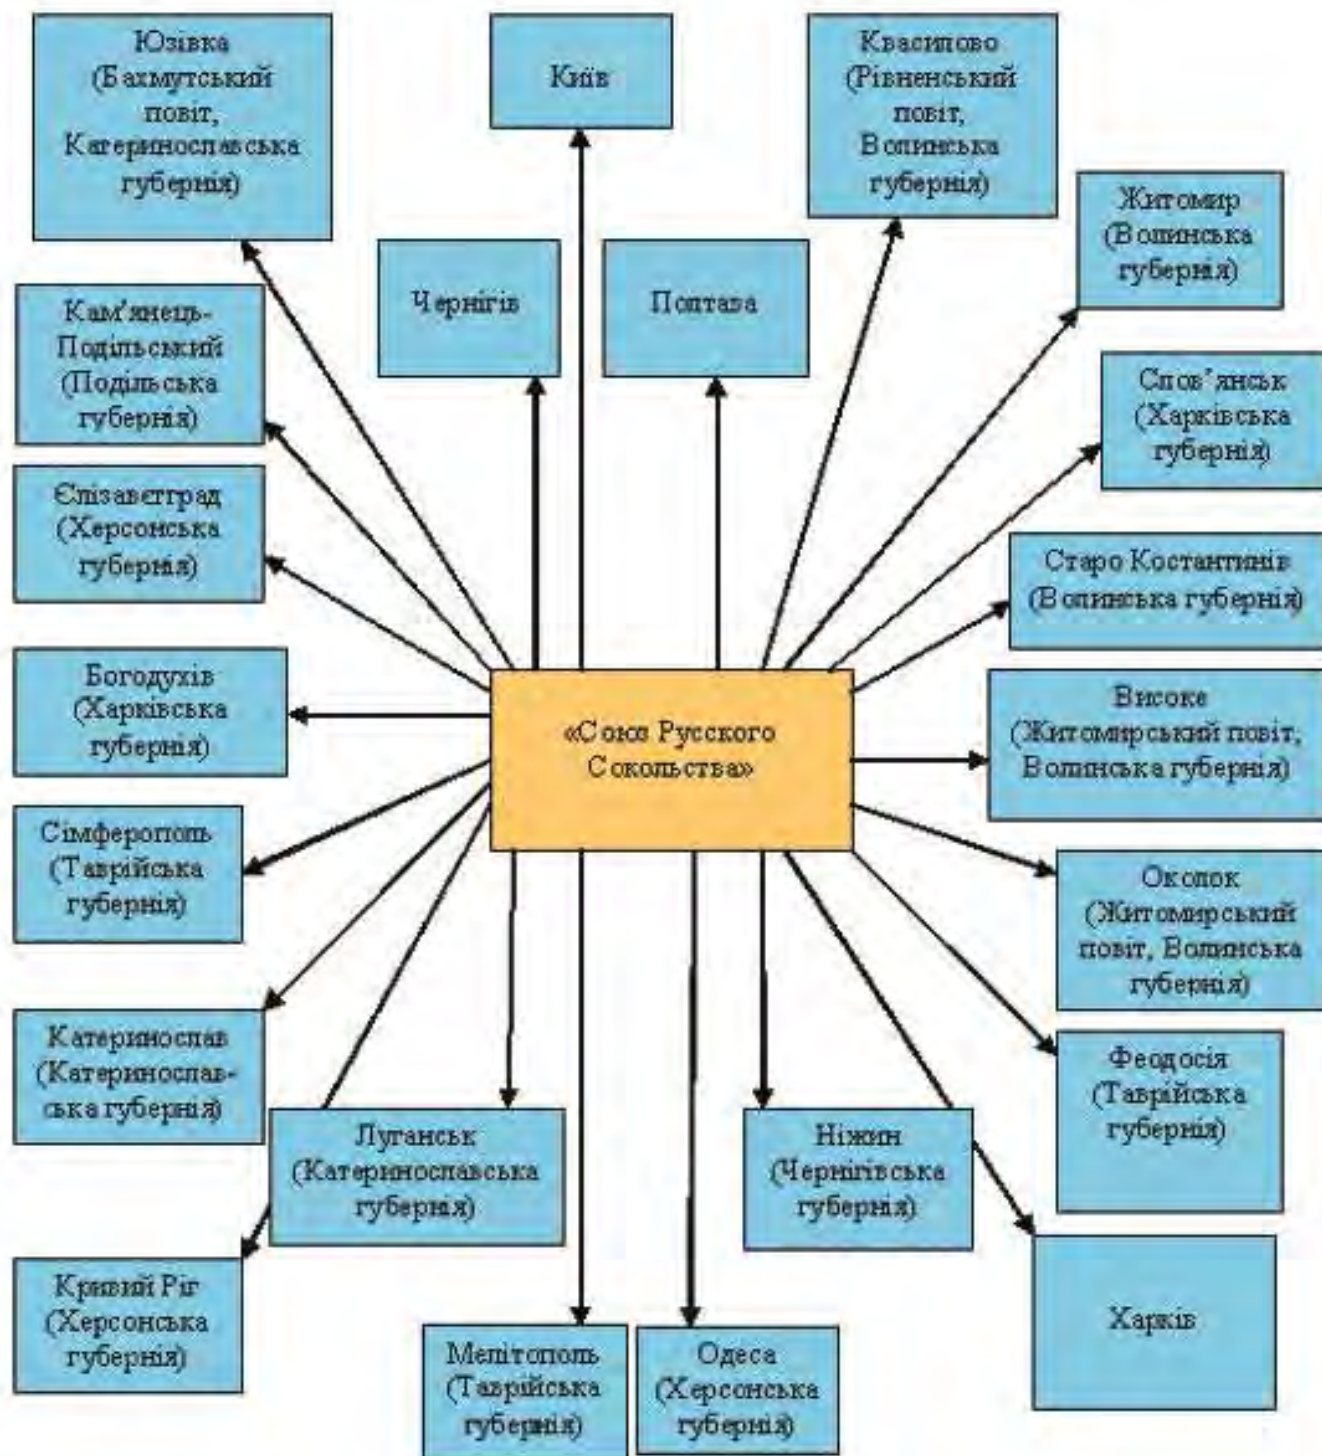 Юзівка
(Бахмутський
повіт,
Катеринославська
губернія)
Київ
Квасилово
(Рівненський
повіт,
Волинська
губернія)
Житомир
(Волинська
губернія)
Чернігів
Полтава
Кам'янець-
Подільський
(Подільська
губернія)
Слов’янськ
(Харківська
губернія)
Єлізаветград
(Херсонська
губернія)
Старо Костантинів
(Волинська губернія)
Богодухів
(Харківська
губернія)
«Союз Русского
Сокольства»
Високе
(Житомирський повіт,
Волинська губернія)
Сімферополь
(Таврійська
губернія)
Околок
(Житомирський
повіт, Волинська
губернія)
Катеринослав
(Катеринослав-
ська губернія)
Феодосія
(Таврійська
губернія)
Луганськ
(Катеринославська
губернія)
Ніжин
(Чернігівська
губернія)
Кривий Ріг
(Херсонська
губернія)
Харків
Мелітополь
(Таврійська
губернія)
Одеса
(Херсонська
губернія)